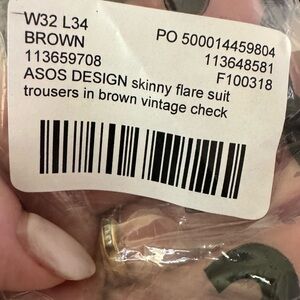 W32 L34
BROWN PO 500014459804
113659708 113648581
F100318
ASOS DESIGN skinny flare suit
trousers in brown vintage check